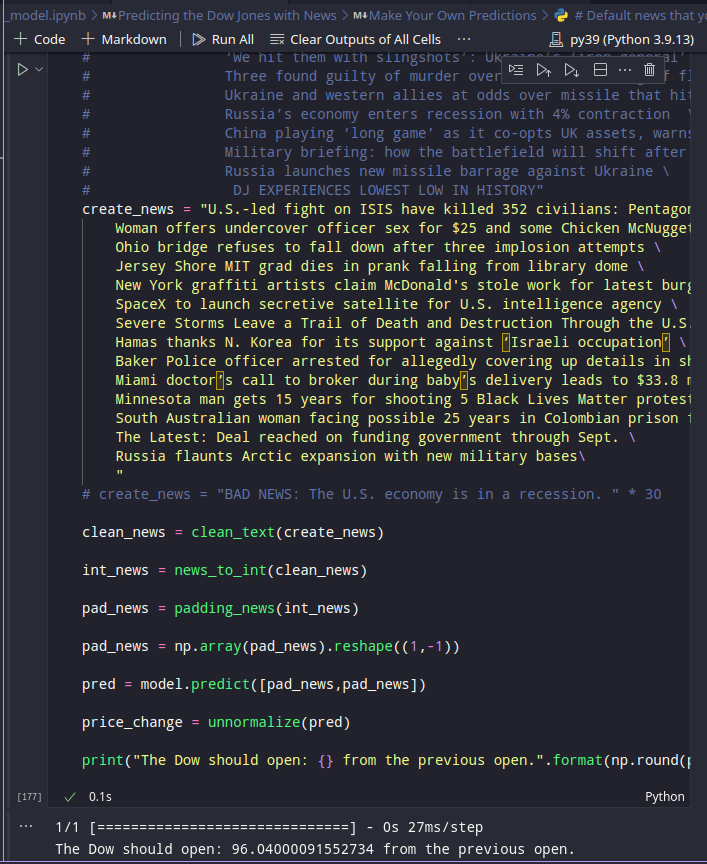 _model.ipynb > M↓Predicting the Dow Jones with News > M↓Make Your Own Predictions > # Default news that yo
+ Code + Markdown | Run All Clear Outputs of All Cells ··· py39 (Python 3.9.13)
# 'We hit them with slingshots': Ukraine's 'iron general'
# Three found guilty of murder over f fl
# Ukraine and western allies at odds over missile that hit
# Russia's economy enters recession with 4% contraction \
# China playing ‘long game’ as it co-opts UK assets, warns
# Military briefing: how the battlefield will shift after
# Russia launches new missile barrage against Ukraine \
# DJ EXPERIENCES LOWEST LOW IN HISTORY"
create_news = "U.S.-led fight on ISIS have killed 352 civilians: Pentagon
Woman offers undercover officer sex for $25 and some Chicken McNugget
Ohio bridge refuses to fall down after three implosion attempts \
Jersey Shore MIT grad dies in prank falling from library dome \
New York graffiti artists claim McDonald's stole work for latest burg
SpaceX to launch secretive satellite for U.S. intelligence agency \
Severe Storms Leave a Trail of Death and Destruction Through the U.S.
Hamas thanks N. Korea for its support against ‘Israeli occupation’ \
Baker Police officer arrested for allegedly covering up details in sh
Miami doctor’s call to broker during baby’s delivery leads to $33.8 m
Minnesota man gets 15 years for shooting 5 Black Lives Matter protest
South Australian woman facing possible 25 years in Colombian prison f
The Latest: Deal reached on funding government through Sept. \
Russia flaunts Arctic expansion with new military bases\
"
# create_news = "BAD NEWS: The U.S. economy is in a recession. " * 30
clean_news = clean_text(create_news)
int_news = news_to_int(clean_news)
pad_news = padding_news(int_news)
pad_news = np.array(pad_news).reshape((1,-1))
pred = model.predict([pad_news,pad_news])
price_change = unnormalize(pred)
print("The Dow should open: {} from the previous open.".format(np.round(p
[177] ✓ 0.1s Python
··· 1/1 [==============================] - 0s 27ms/step
The Dow should open: 96.04000091552734 from the previous open.